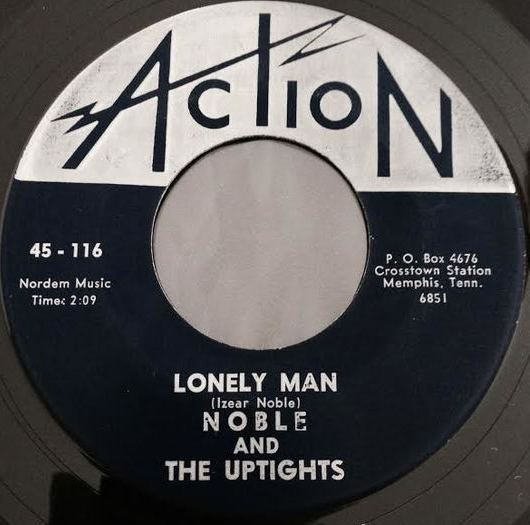 ACTION
45 - 116
Nordem Music
Time: 2:09
P. O. Box 4676
Crosstown Station
Memphis, Tenn.
6851
LONELY MAN
(Izear Noble)
NOBLE
AND
THE UPTIGHTS